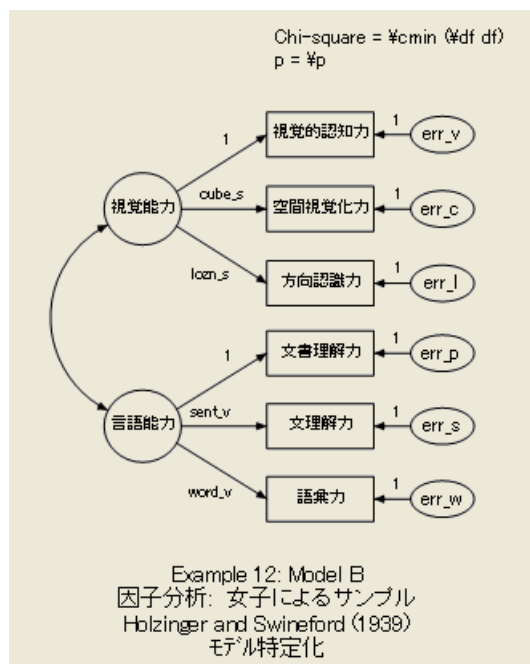 Chi-square = ¥cmin (¥df df)
p = ¥p
1
視覚的認知力
1
err_v
視覚能力
cube_s
空間視覚化力
1
err_c
lozn_s
方向認識力
1
err_l
1
文書理解力
1
err_p
言語能力
sent_v
文理解力
1
err_s
word_v
語彙力
1
err_w
Example 12: Model B
因子分析: 女子によるサンプル
Holzinger and Swineford (1939)
モデル特定化